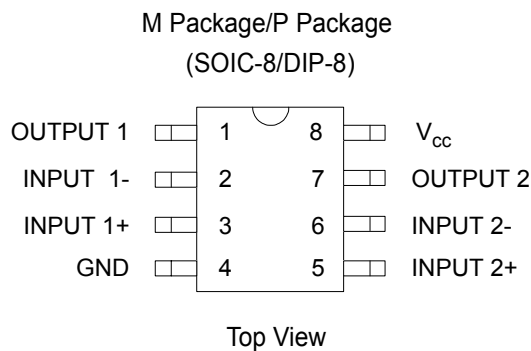 M Package/P Package
(SOIC-8/DIP-8)
OUTPUT 1 1 8 Vcc
INPUT 1- 2 7 OUTPUT 2
INPUT 1+ 3 6 INPUT 2-
GND 4 5 INPUT 2+
Top View